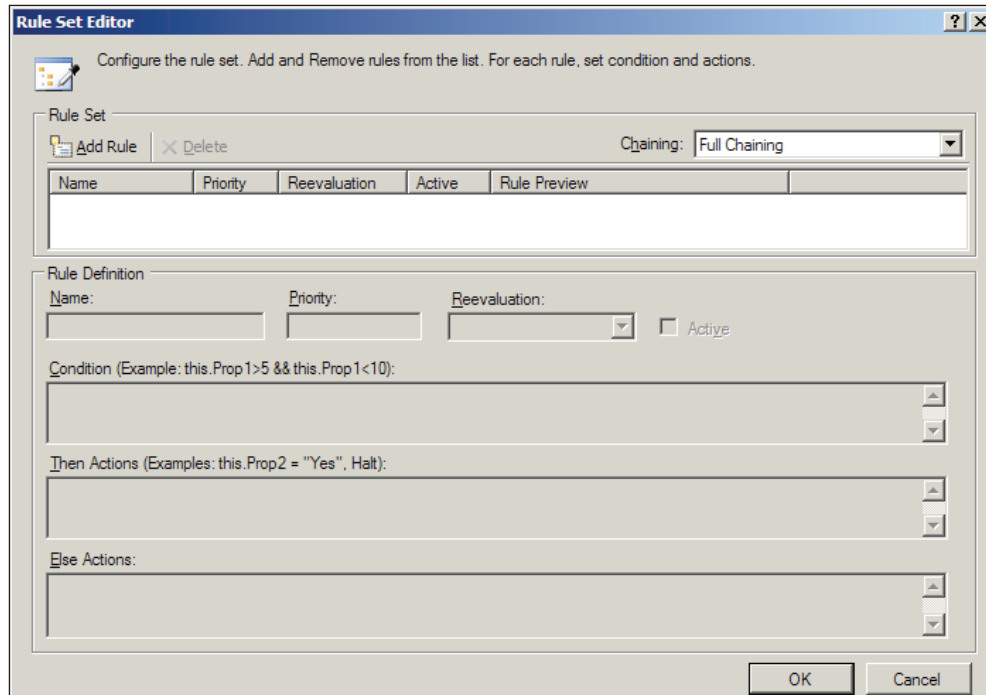 Rule Set Editor
Configure the rule set. Add and Remove rules from the list. For each rule, set condition and actions.
Rule Set
Add Rule Delete Chaining: Full Chaining
Name Priority Reevaluation Active Rule Preview
Rule Definition
Name: Priority: Reevaluation:
Active
Condition (Example: this.Prop1>5 && this.Prop1<10):
Then Actions (Examples: this.Prop2 = "Yes", Halt):
Else Actions:
OK Cancel